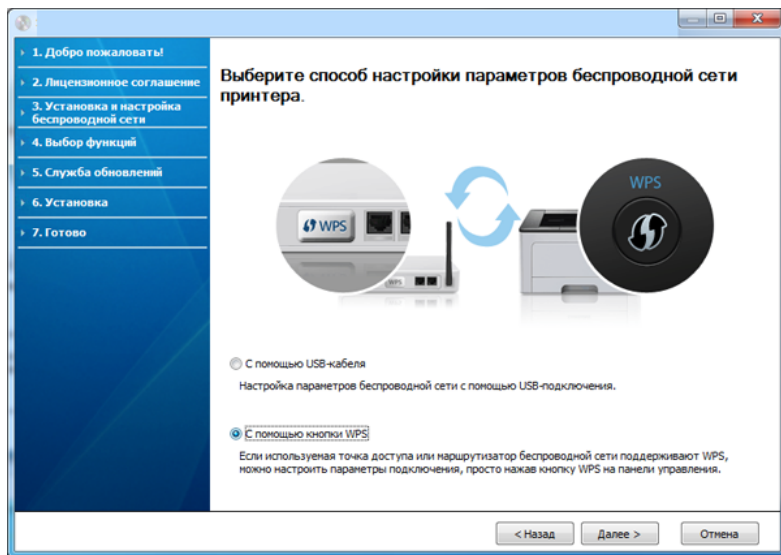 1. Добро пожаловать!
2. Лицензионное соглашение
3. Установка и настройка
беспроводной сети
4. Выбор функций
5. Служба обновлений
6. Установка
7. Готово
Выберите способ настройки параметров беспроводной сети
принтера.
WPS
WPS
WPS
С помощью USB-кабеля
Настройка параметров беспроводной сети с помощью USB-подключения.
С помощью кнопки WPS
Если используемая точка доступа или маршрутизатор беспроводной сети поддерживают WPS,
можно настроить параметры подключения, просто нажав кнопку WPS на панели управления.
< Назад
Далее >
Отмена